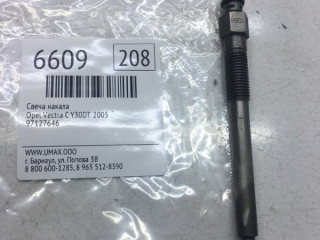 6609 208
Свеча накала
Opel Vectra C Y30DT 2005
97127646
WWW.UMAX.OOO
г. Барнаул, ул. Попова 3В
8 800 600-1285, 8 963 512-8390